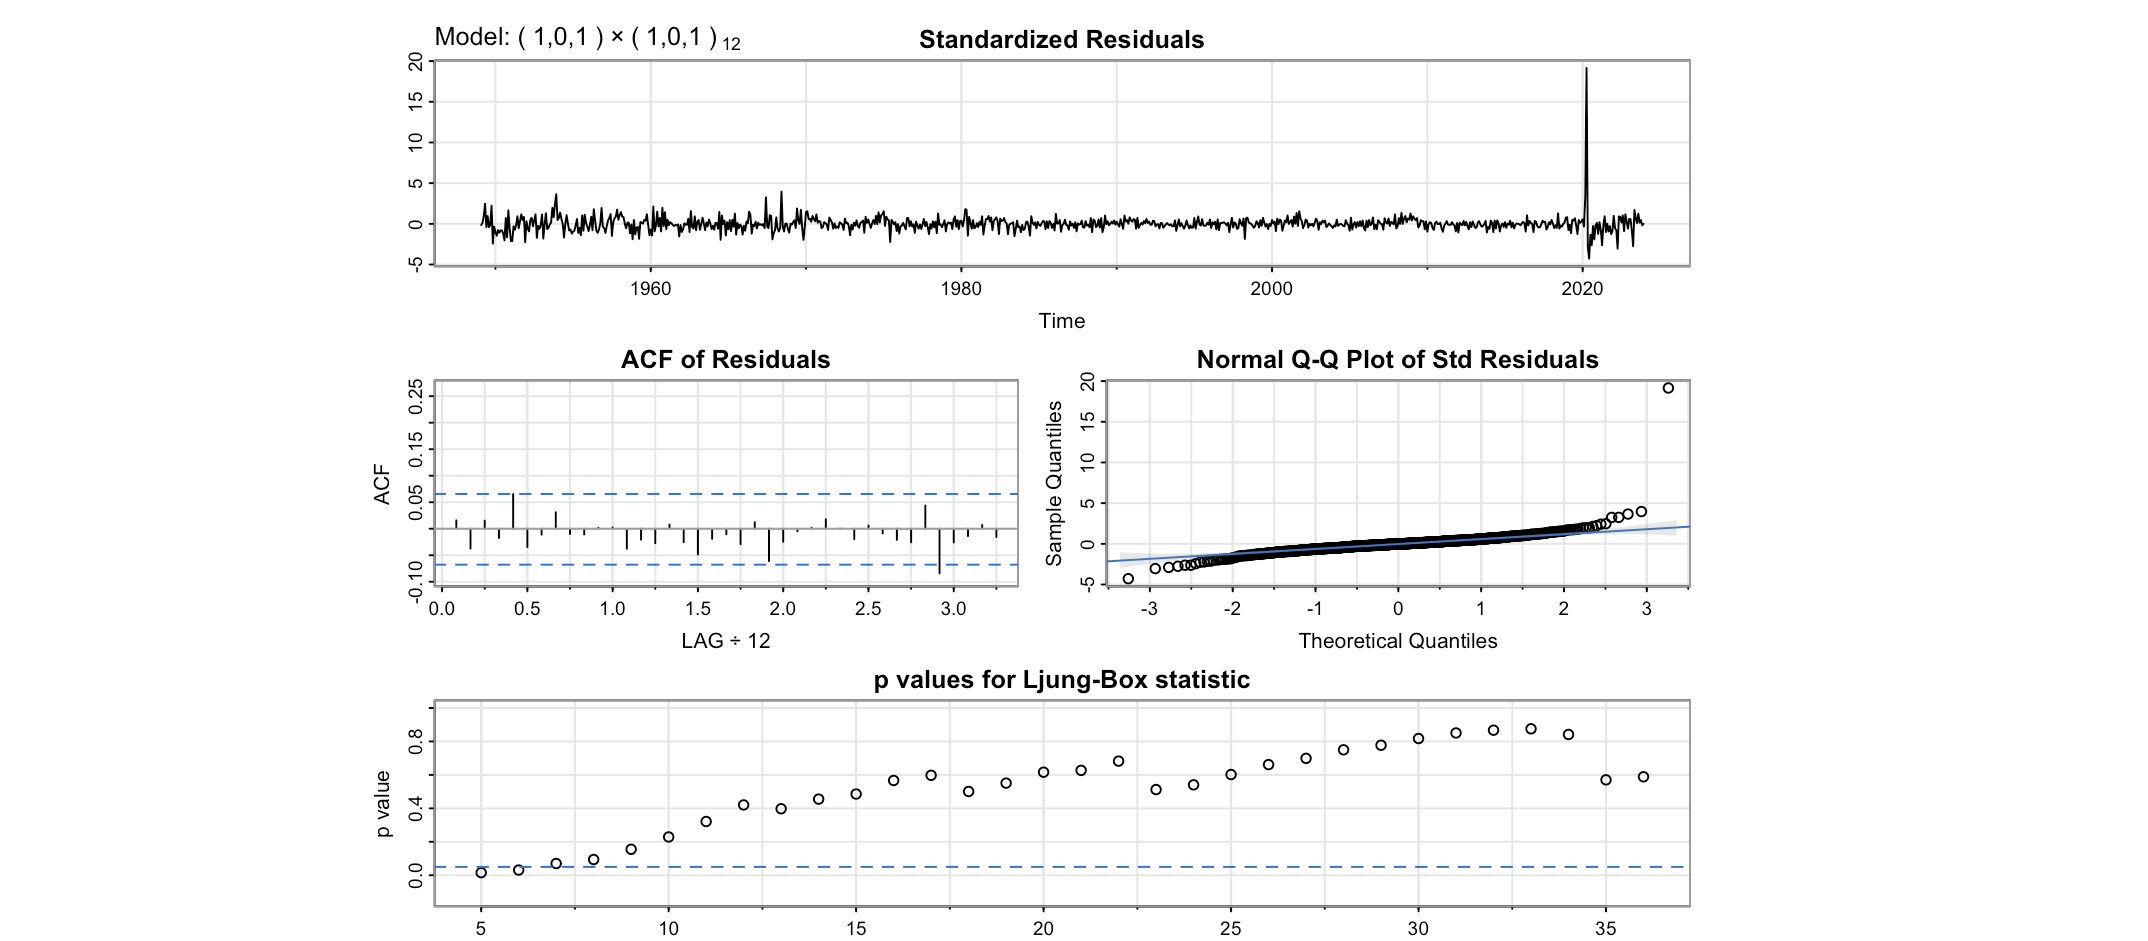 Model: ( 1,0,1 ) × ( 1,0,1 ) 12
Standardized Residuals
20
15
10
5
0
-5
1960 1980 2000 2020
Time
ACF of Residuals
0.25
0.15
0.05
-0.10
ACF
0.0 0.5 1.0 1.5 2.0 2.5 3.0
LAG ÷ 12
Normal Q-Q Plot of Std Residuals
20
15
10
5
0
-5
Sample Quantiles
-3 -2 -1 0 1 2 3
Theoretical Quantiles
p values for Ljung-Box statistic
0.8
0.4
0.0
p value
5 10 15 20 25 30 35